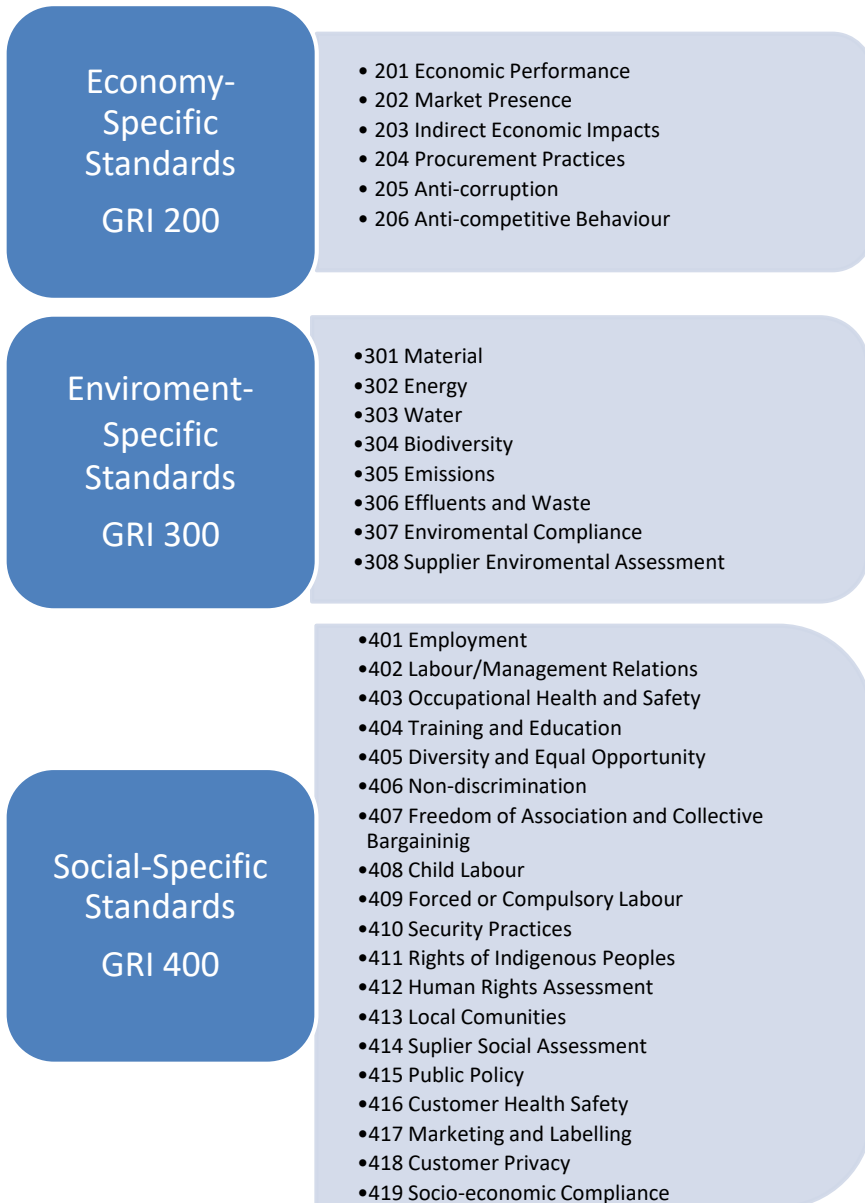 Economy-
Specific
Standards
GRI 200
• 201 Economic Performance
• 202 Market Presence
• 203 Indirect Economic Impacts
• 204 Procurement Practices
• 205 Anti-corruption
• 206 Anti-competitive Behaviour
Enviroment-
Specific
Standards
GRI 300
•301 Material
•302 Energy
•303 Water
•304 Biodiversity
•305 Emissions
•306 Effluents and Waste
•307 Enviromental Compliance
•308 Supplier Enviromental Assessment
Social-Specific
Standards
GRI 400
•401 Employment
•402 Labour/Management Relations
•403 Occupational Health and Safety
•404 Training and Education
•405 Diversity and Equal Opportunity
•406 Non-discrimination
•407 Freedom of Association and Collective
Bargaininig
•408 Child Labour
•409 Forced or Compulsory Labour
•410 Security Practices
•411 Rights of Indigenous Peoples
•412 Human Rights Assessment
•413 Local Comunities
•414 Suplier Social Assessment
•415 Public Policy
•416 Customer Health Safety
•417 Marketing and Labelling
•418 Customer Privacy
•419 Socio-economic Compliance